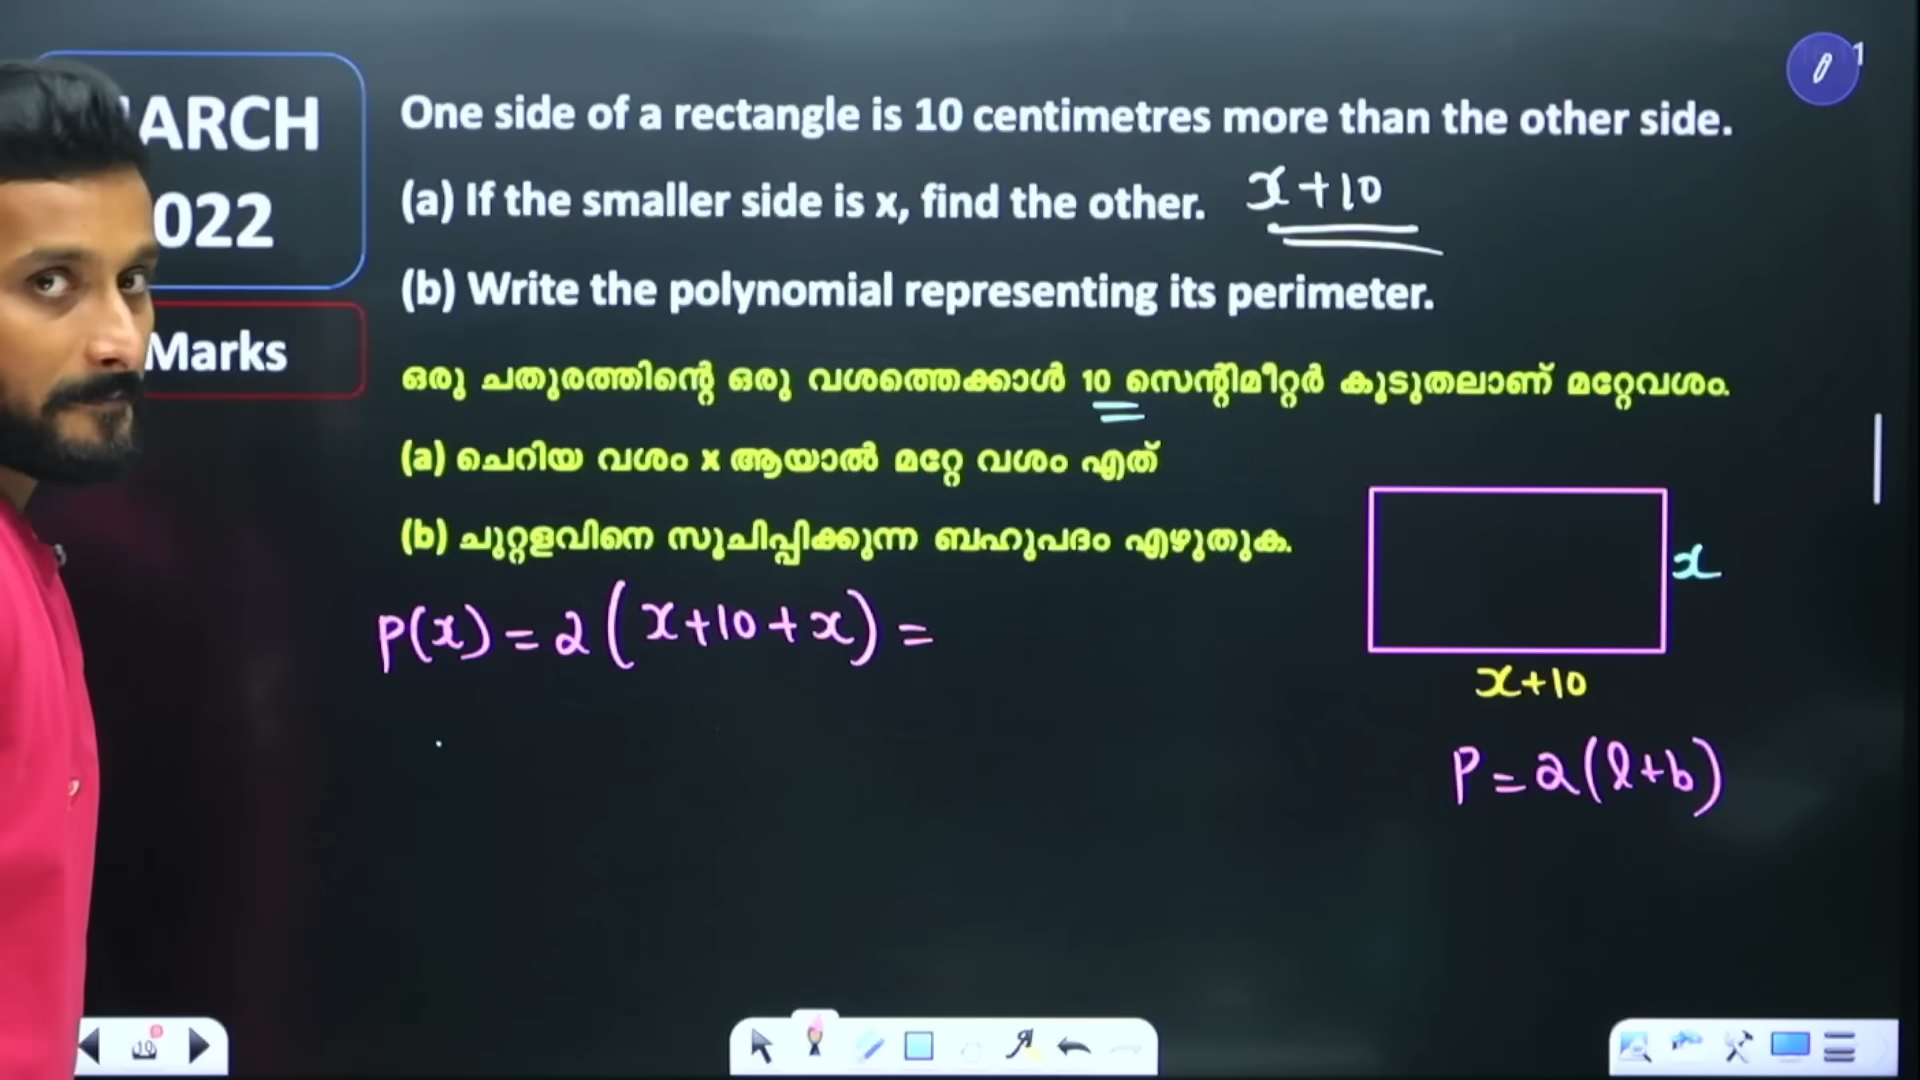 ARCH
022
Marks
One side of a rectangle is 10 centimetres more than the other side.
(a) If the smaller side is x, find the other. x+10
(b) Write the polynomial representing its perimeter.
ഒരു ചതുരത്തിന്റെ ഒരു വശത്തെക്കാൾ 10 സെന്റിമീറ്റർ കൂടുതലാണ് മറ്റേവശം.
(a) ചെറിയ വശം x ആയാൽ മറ്റേ വശം ഏത്
(b) ചുറ്റളവിനെ സൂചിപ്പിക്കുന്ന ബഹുപദം എഴുതുക.
P(x) = 2(x+10+x) =
x
x+10
P=2(l+b)